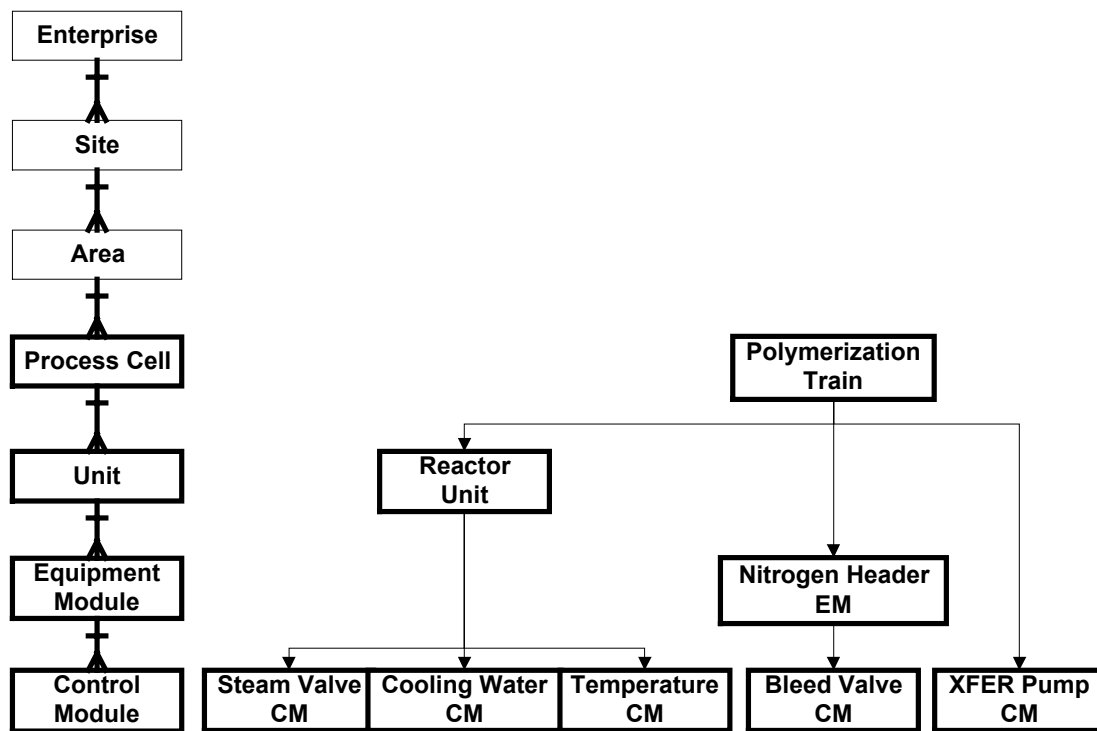 Enterprise
Site
Area
Process Cell
Polymerization
Train
Unit
Reactor
Unit
Equipment
Module
Nitrogen Header
EM
Control
Module
Steam Valve
CM
Cooling Water
CM
Temperature
CM
Bleed Valve
CM
XFER Pump
CM